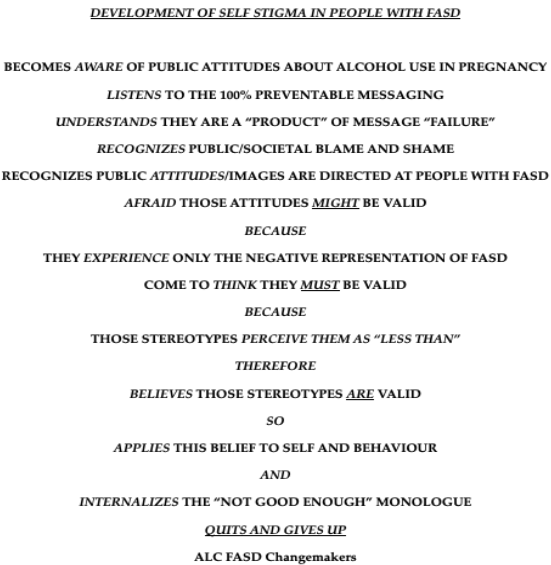 DEVELOPMENT OF SELF STIGMA IN PEOPLE WITH FASD
BECOMES AWARE OF PUBLIC ATTITUDES ABOUT ALCOHOL USE IN PREGNANCY
LISTENS TO THE 100% PREVENTABLE MESSAGING
UNDERSTANDS THEY ARE A “PRODUCT” OF MESSAGE “FAILURE”
RECOGNIZES PUBLIC/SOCIETAL BLAME AND SHAME
RECOGNIZES PUBLIC ATTITUDES/IMAGES ARE DIRECTED AT PEOPLE WITH FASD
AFRAID THOSE ATTITUDES MIGHT BE VALID
BECAUSE
THEY EXPERIENCE ONLY THE NEGATIVE REPRESENTATION OF FASD
COME TO THINK THEY MUST BE VALID
BECAUSE
THOSE STEREOTYPES PERCEIVE THEM AS “LESS THAN”
THEREFORE
BELIEVES THOSE STEREOTYPES ARE VALID
SO
APPLIES THIS BELIEF TO SELF AND BEHAVIOUR
AND
INTERNALIZES THE “NOT GOOD ENOUGH” MONOLOGUE
QUITS AND GIVES UP
ALC FASD Changemakers